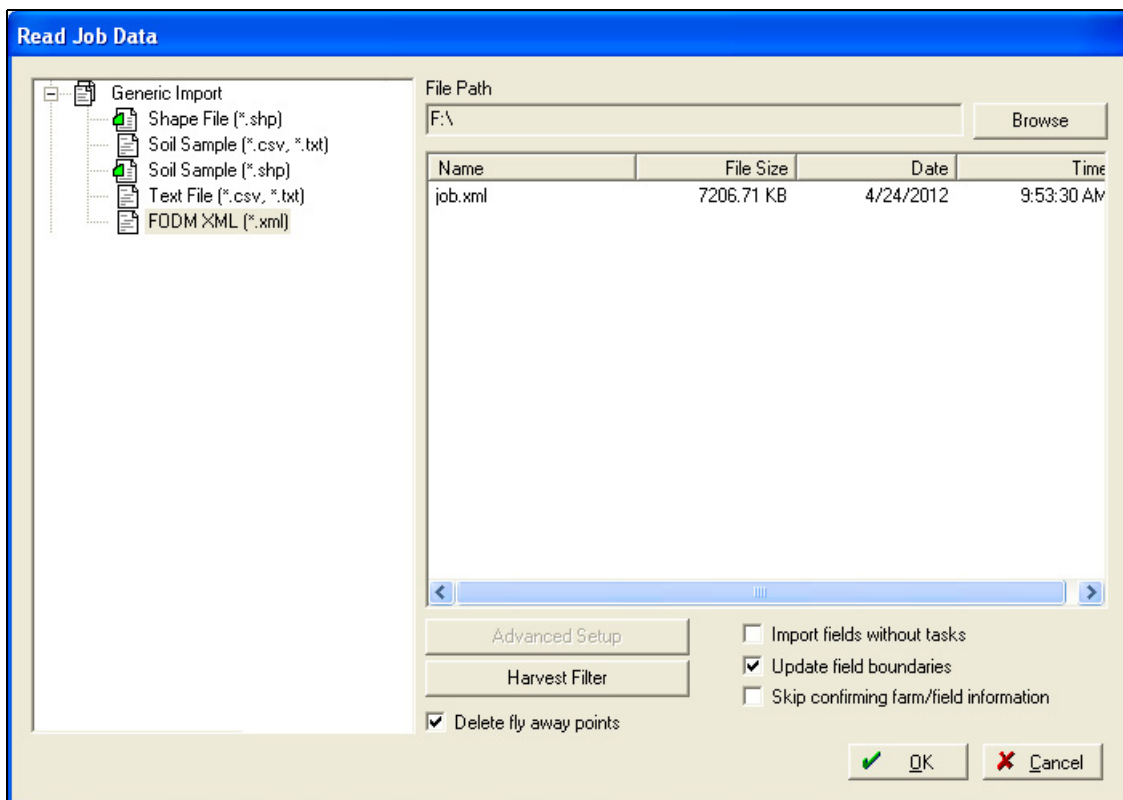 Read Job Data
Generic Import
Shape File (*.shp)
Soil Sample (*.csv, *.txt)
Soil Sample (*.shp)
Text File (*.csv, *.txt)
FODM XML (*.xml)
File Path
F:\
Browse
Name File Size Date Time
job.xml 7206.71 KB 4/24/2012 9:53:30 AM
Advanced Setup
Harvest Filter
Delete fly away points
Import fields without tasks
Update field boundaries
Skip confirming farm/field information
OK
Cancel